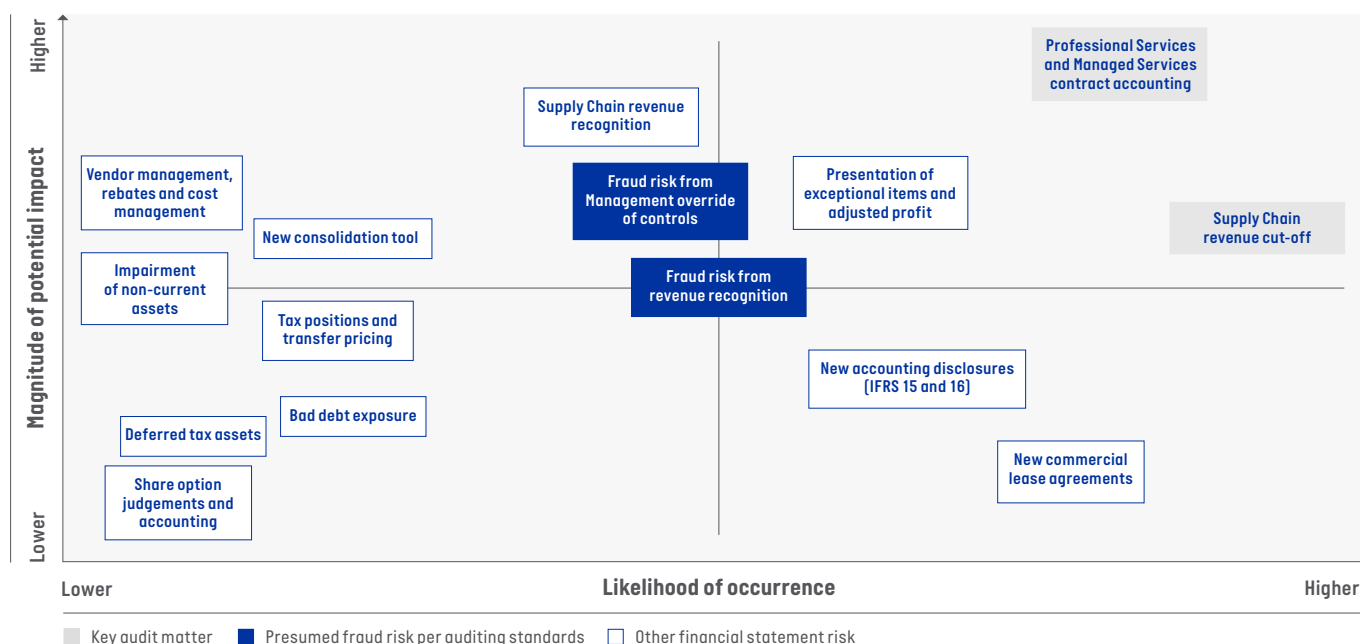 Higher
Magnitude of potential impact
Lower
Professional Services
and Managed Services
contract accounting
Supply Chain revenue
recognition
Vendor management,
rebates and cost
management
Fraud risk from
Management override
of controls
Presentation of
exceptional items and
adjusted profit
Supply Chain
revenue cut-off
New consolidation tool
Impairment
of non-current
assets
Fraud risk from
revenue recognition
Tax positions and
transfer pricing
New accounting disclosures
(IFRS 15 and 16)
Bad debt exposure
Deferred tax assets
New commercial
lease agreements
Share option
judgements and
accounting
Lower
Likelihood of occurrence
Higher
Key audit matter
Presumed fraud risk per auditing standards
Other financial statement risk